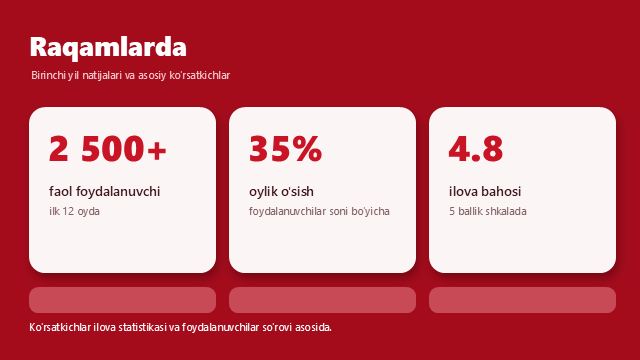 Raqamlarda
Birinchi yil natijalari va asosiy ko'rsatkichlar
2 500+
faol foydalanuvchi
ilk 12 oyda
35%
oylik o'sish
foydalanuvchilar soni bo'yicha
4.8
ilova bahosi
5 ballik shkalada
Ko'rsatkichlar ilova statistikasi va foydalanuvchilar so'rovi asosida.